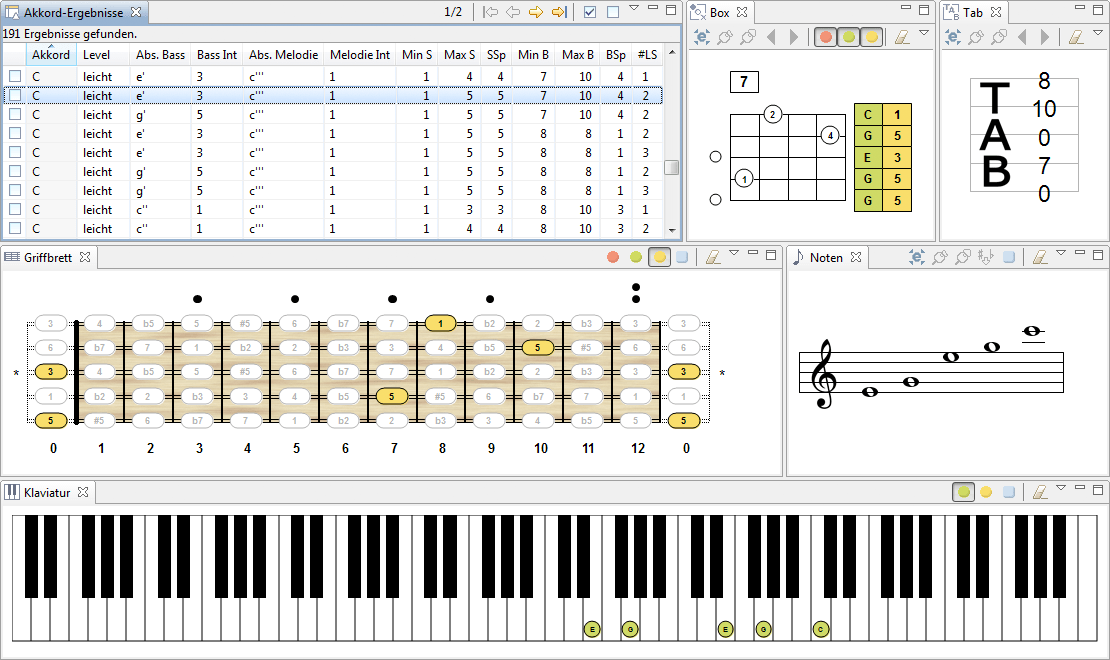 Akkord-Ergebnisse 1/2
191 Ergebnisse gefunden.
Akkord Level Abs. Bass Bass Int Abs. Melodie Melodie Int Min S Max S SSp Min B Max B BSp #LS
C leicht e' 3 c''' 1 1 4 4 7 10 4 1
C leicht e' 3 c''' 1 1 5 5 7 10 4 2
C leicht g' 5 c''' 1 1 5 5 7 10 4 2
C leicht e' 3 c''' 1 1 5 5 8 8 1 2
C leicht e' 3 c''' 1 1 5 5 8 8 1 3
C leicht g' 5 c''' 1 1 5 5 8 8 1 2
C leicht g' 5 c''' 1 1 5 5 8 8 1 3
C leicht c'' 1 c''' 1 1 3 3 8 10 3 1
C leicht c'' 1 c''' 1 1 4 4 8 10 3 2
Box
7
2
4
1
C 1
G 5
E 3
G 5
G 5
Tab
TAB
8
10
0
7
0
Griffbrett
3 4 b5 5 #5 6 b7 7 1 b2 2 b3 3 3
6 b7 7 1 b2 2 b3 3 4 b5 5 #5 6 6
* 3 4 b5 5 #5 6 b7 7 1 b2 2 b3 3 3 *
1 b2 2 b3 3 4 b5 5 #5 6 b7 7 1 1
5 #5 6 b7 7 1 b2 2 b3 3 4 b5 5 5
0 1 2 3 4 5 6 7 8 9 10 11 12 0
Noten
Klaviatur
E G E G C